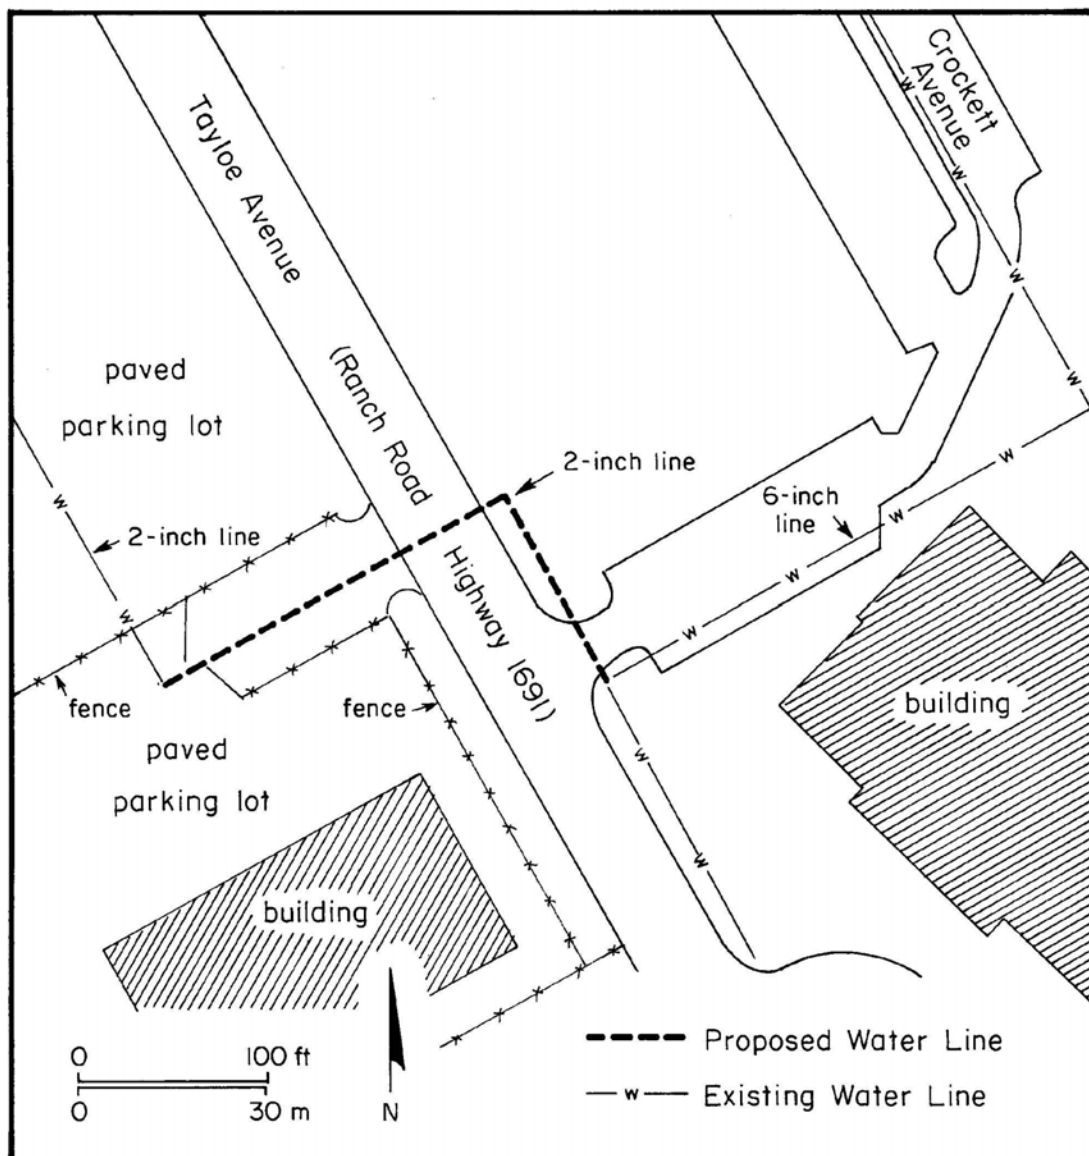 Crockett
Avenue
Tayloe Avenue
(Ranch Road
Highway 1691)
paved
parking lot
2-inch line
2-inch line
6-inch
line
fence
fence
paved
parking lot
building
building
W
W
W
W
W
W
W
W
W
W
W
W
W
0 100 ft
0 30 m
N
Proposed Water Line
W Existing Water Line